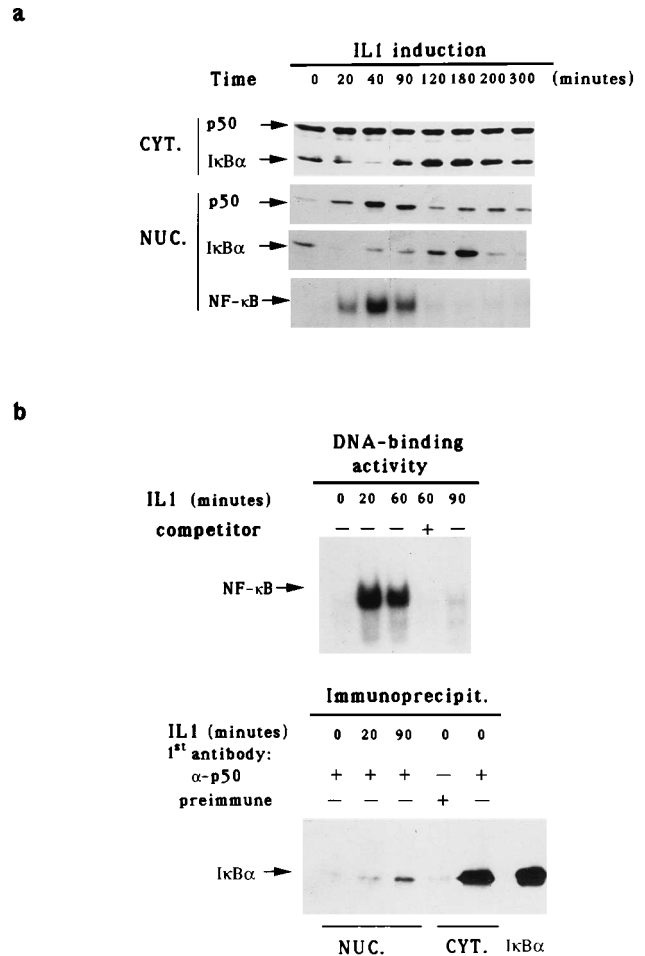 a
IL1 induction
Time 0 20 40 90 120 180 200 300 (minutes)
p50
CYT.
IκBα
p50
NUC.
IκBα
NF-κB
b
DNA-binding
activity
IL1 (minutes) 0 20 60 60 90
competitor – – – + –
NF-κB
Immunoprecipit.
IL1 (minutes) 0 20 90 0 0
1st antibody:
α-p50 + + + – +
preimmune – – – + –
IκBα
NUC. CYT. IκBα